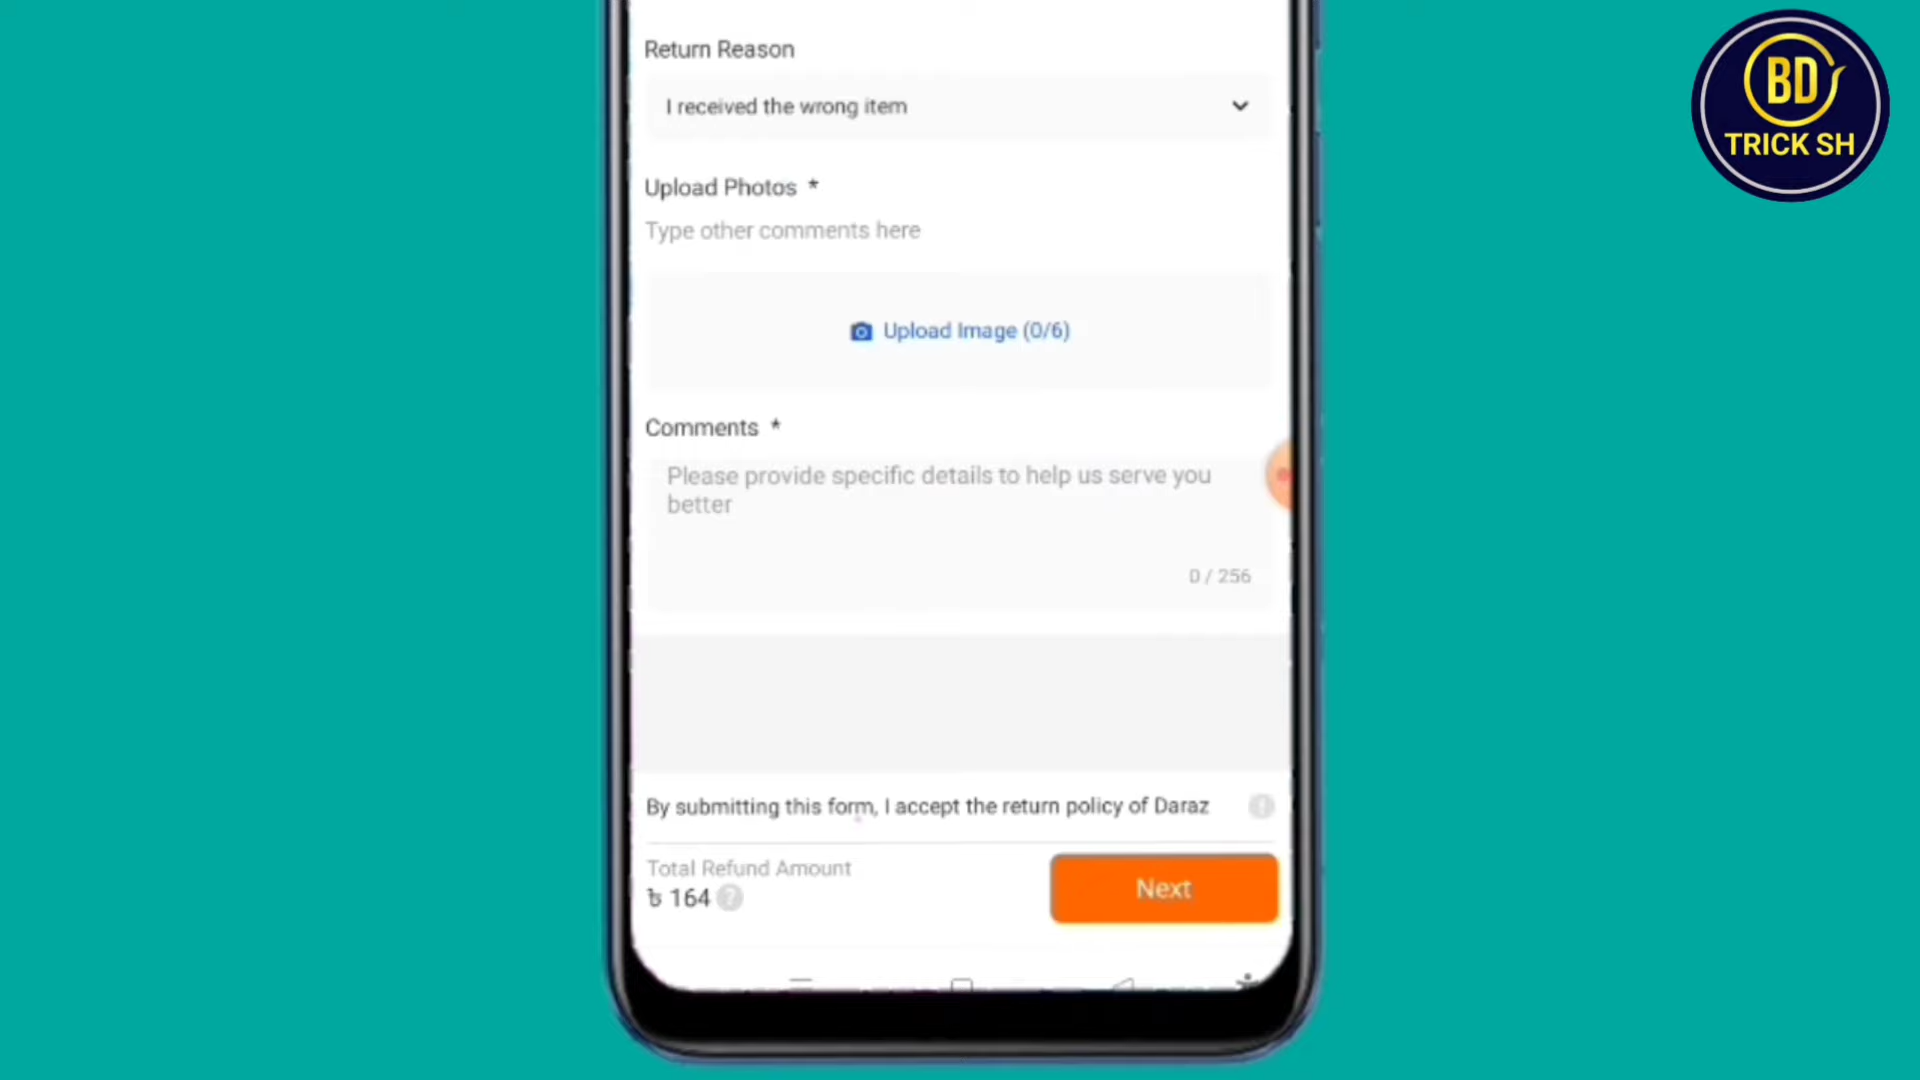 BD
TRICK SH
Return Reason
I received the wrong item
Upload Photos *
Type other comments here
Upload Image (0/6)
Comments *
Please provide specific details to help us serve you
better
0 / 256
By submitting this form, I accept the return policy of Daraz
Total Refund Amount
৳ 164 ?
Next